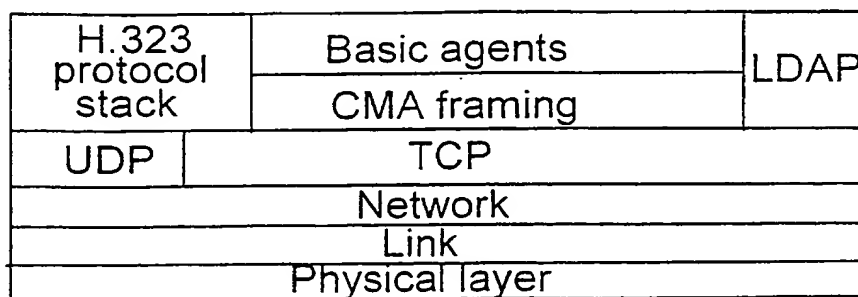 H.323
protocol
stack
Basic agents
CMA framing
LDAP
UDP
TCP
Network
Link
Physical layer